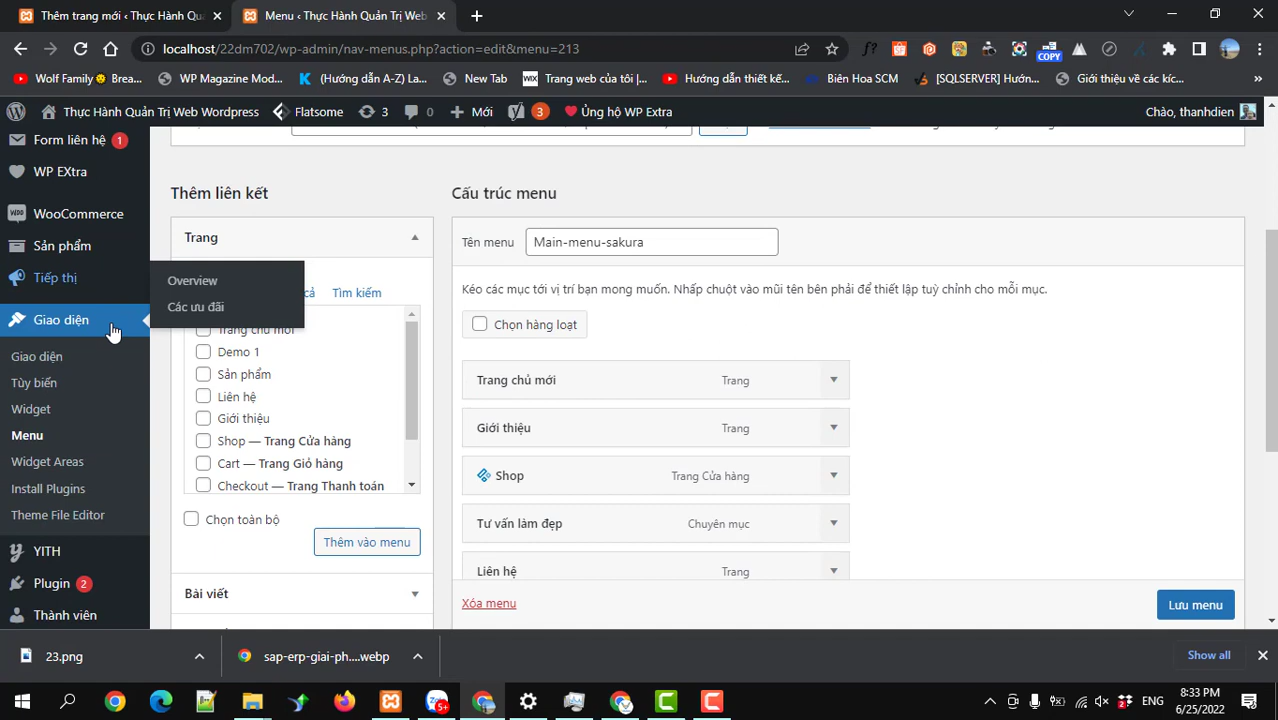 Thêm trang mới ‹ Thực Hành Quả
Menu ‹ Thực Hành Quản Trị Web
localhost/22dm702/wp-admin/nav-menus.php?action=edit&menu=213
f?
COPY
Wolf Family😮 Brea...
WP Magazine Mod...
(Hướng dẫn A-Z) La...
New Tab
WIX
Trang web của tôi |...
Hướng dẫn thiết kế...
Biên Hoa SCM
[SQLSERVER] Hướn...
Giới thiệu về các kíc...
»
Thực Hành Quản Trị Web Wordpress
Flatsome
3
0
Mới
3
Ủng hộ WP Extra
Chào, thanhdien
Form liên hệ 1
WP EXtra
WooCommerce
Sản phẩm
Tiếp thị
Overview
Các ưu đãi
Giao diện
Giao diện
Tùy biến
Widget
Menu
Widget Areas
Install Plugins
Theme File Editor
YITH
Plugin 2
Thành viên
Thêm liên kết
Trang
Tìm kiếm
Trang chủ mới
Demo 1
Sản phẩm
Liên hệ
Giới thiệu
Shop — Trang Cửa hàng
Cart — Trang Giỏ hàng
Checkout — Trang Thanh toán
Chọn toàn bộ
Thêm vào menu
Bài viết
Cấu trúc menu
Tên menu
Main-menu-sakura
Kéo các mục tới vị trí bạn mong muốn. Nhấp chuột vào mũi tên bên phải để thiết lập tuỳ chỉnh cho mỗi mục.
Chọn hàng loạt
Trang chủ mới Trang
Giới thiệu Trang
Shop Trang Cửa hàng
Tư vấn làm đẹp Chuyên mục
Liên hệ Trang
Xóa menu
Lưu menu
23.png
sap-erp-giai-ph....webp
Show all
5+
ENG
8:33 PM
6/25/2022
2